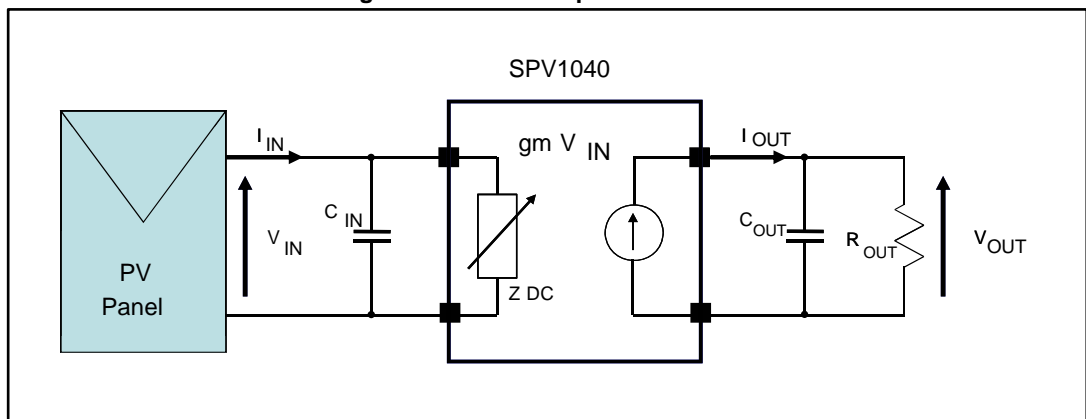 SPV1040
I IN
gm V IN
I OUT
C IN
V IN
Z DC
C OUT
R OUT
V OUT
PV
Panel